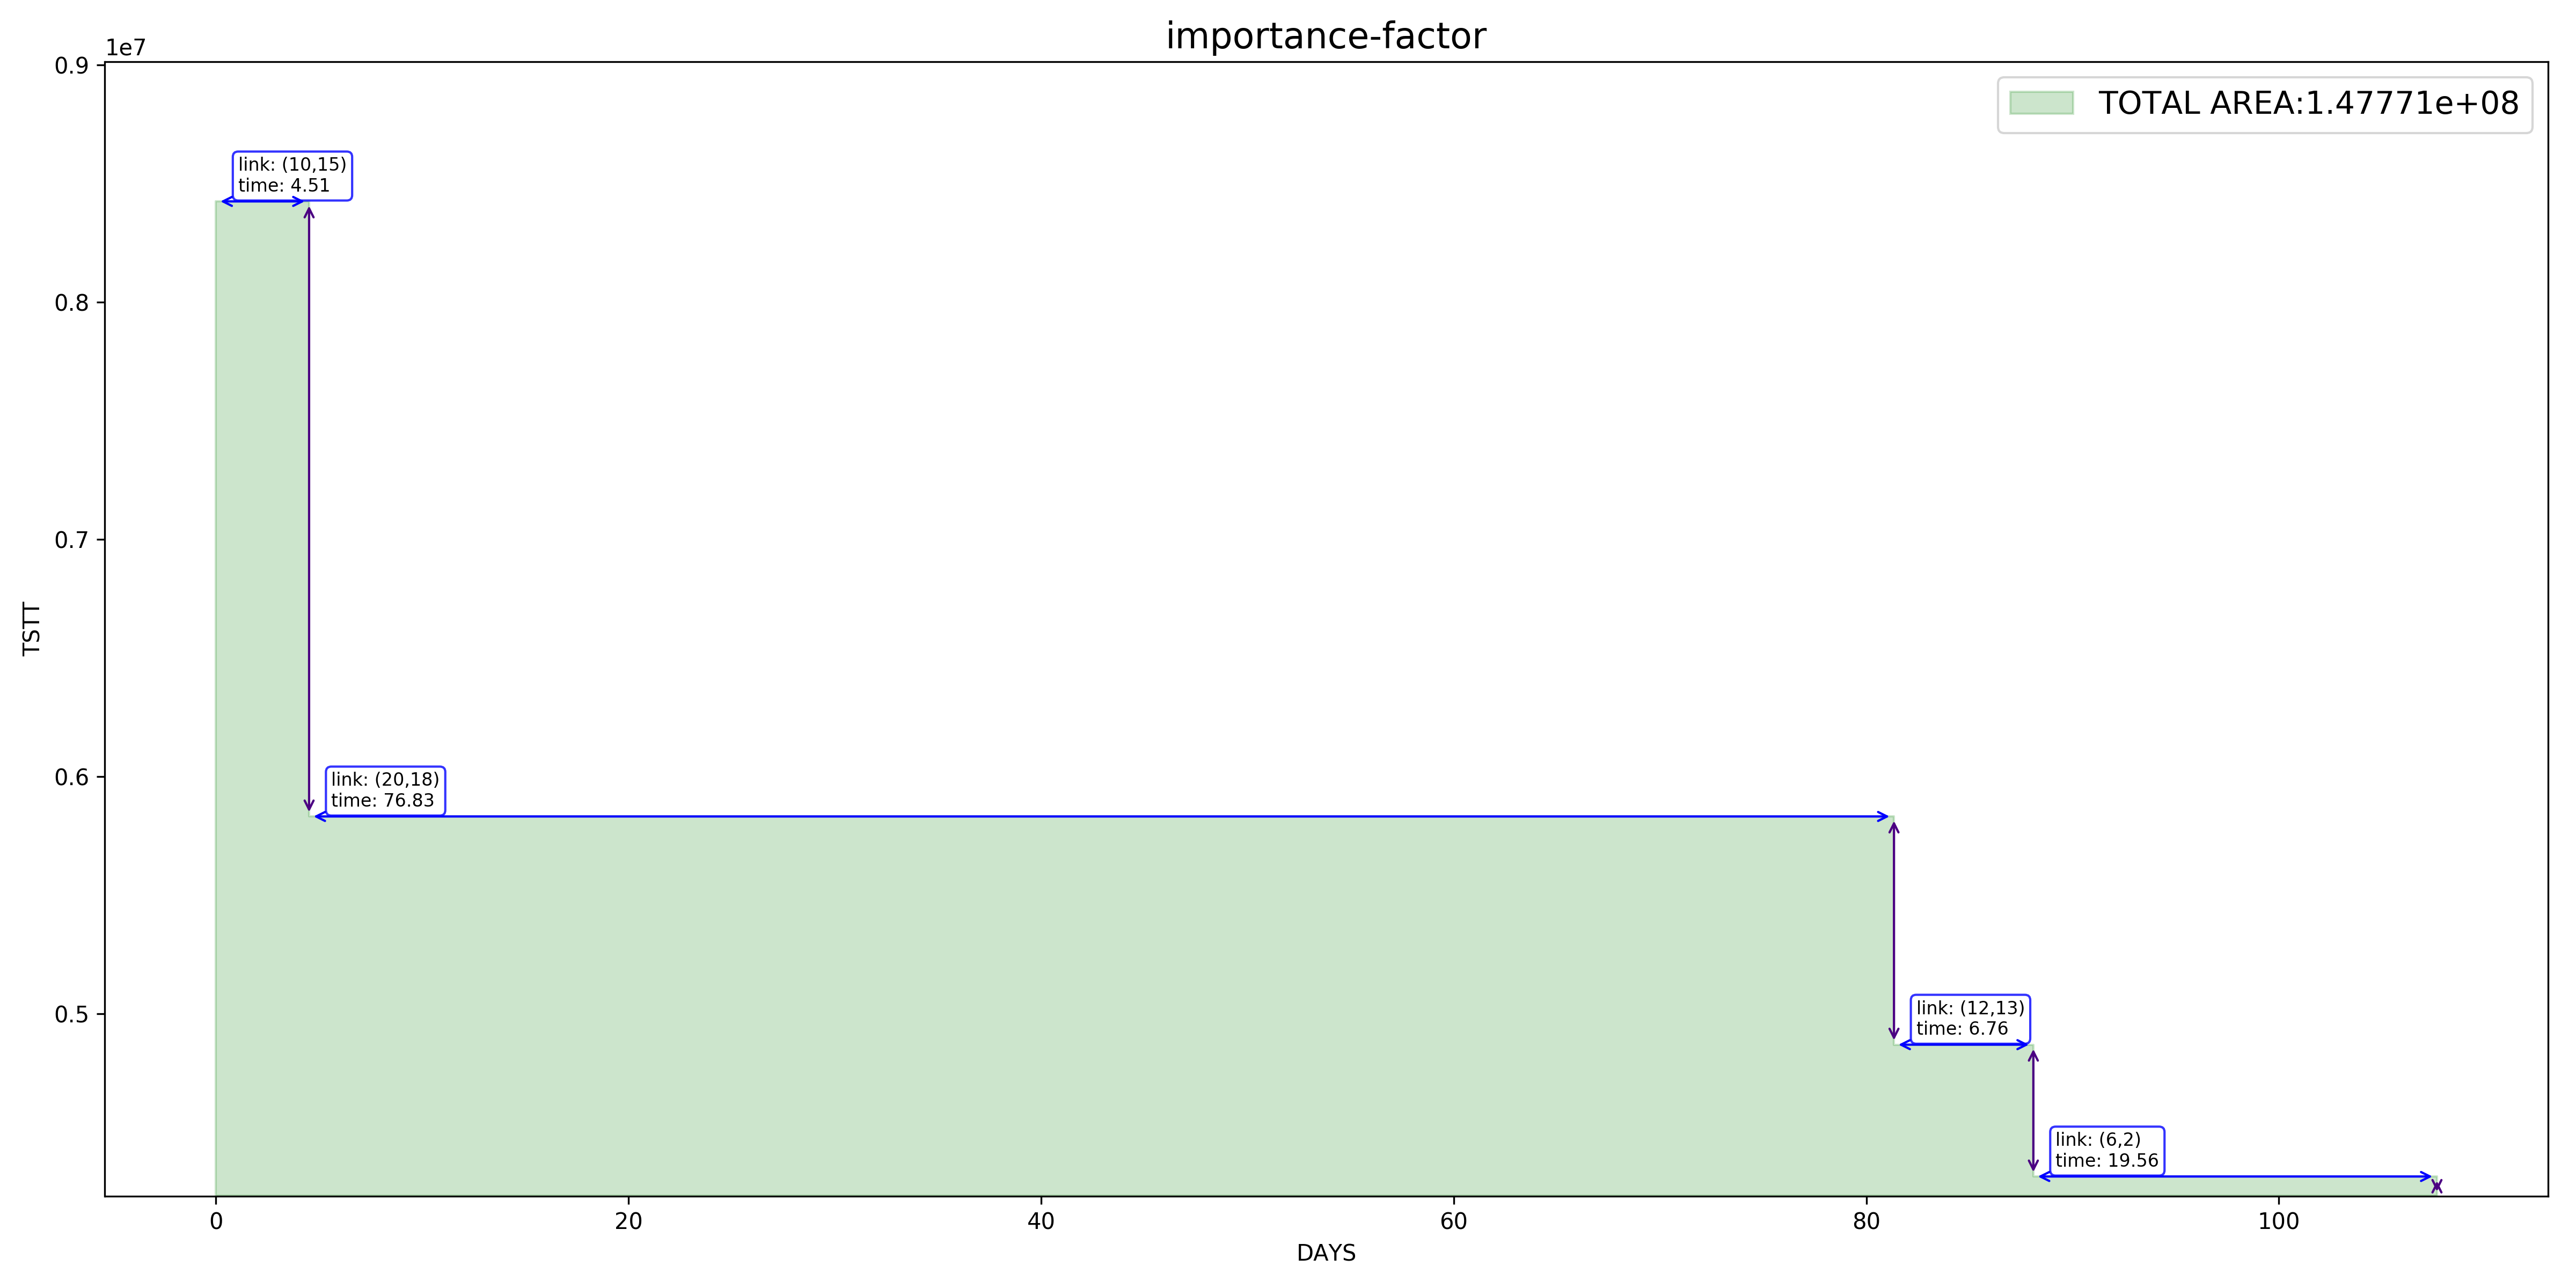 importance-factor
1e7
TOTAL AREA:1.47771e+08
0.9
0.8
0.7
0.6
0.5
TSTT
link: (10,15)
time: 4.51
link: (20,18)
time: 76.83
link: (12,13)
time: 6.76
link: (6,2)
time: 19.56
0
20
40
60
80
100
DAYS